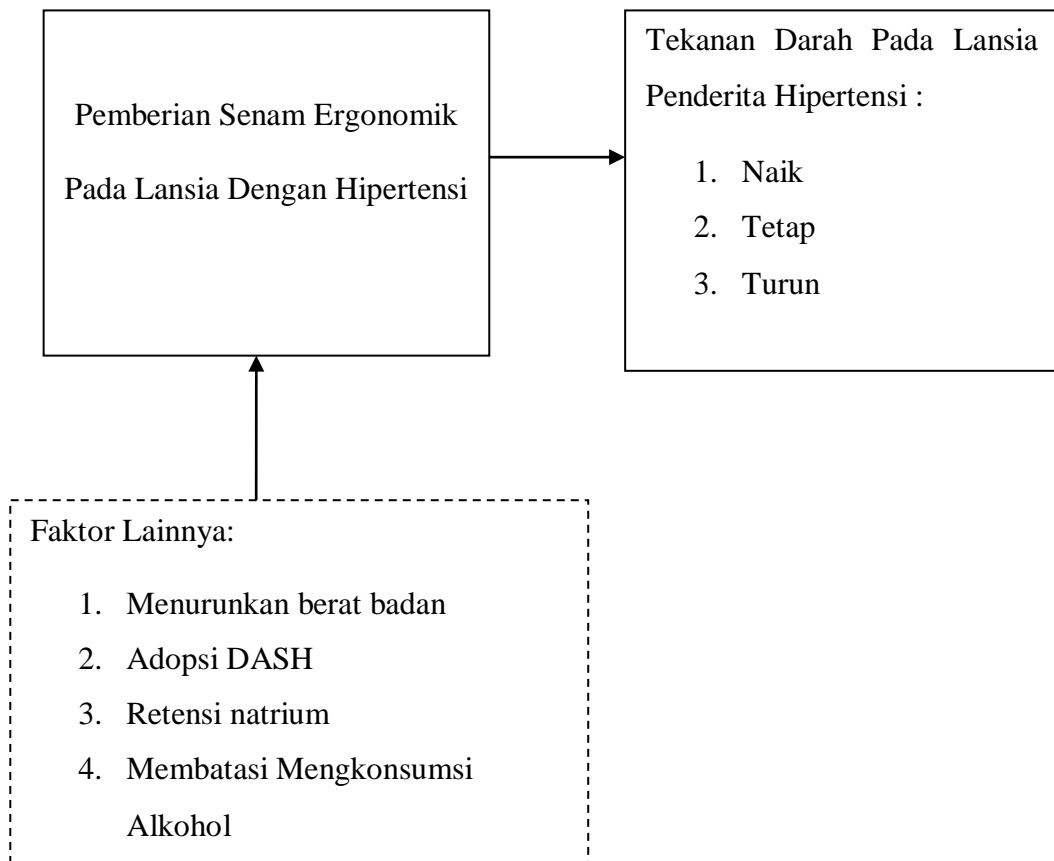 Pemberian Senam Ergonomik
Pada Lansia Dengan Hipertensi
Tekanan Darah Pada Lansia
Penderita Hipertensi :
1. Naik
2. Tetap
3. Turun
Faktor Lainnya:
1. Menurunkan berat badan
2. Adopsi DASH
3. Retensi natrium
4. Membatasi Mengkonsumsi
Alkohol